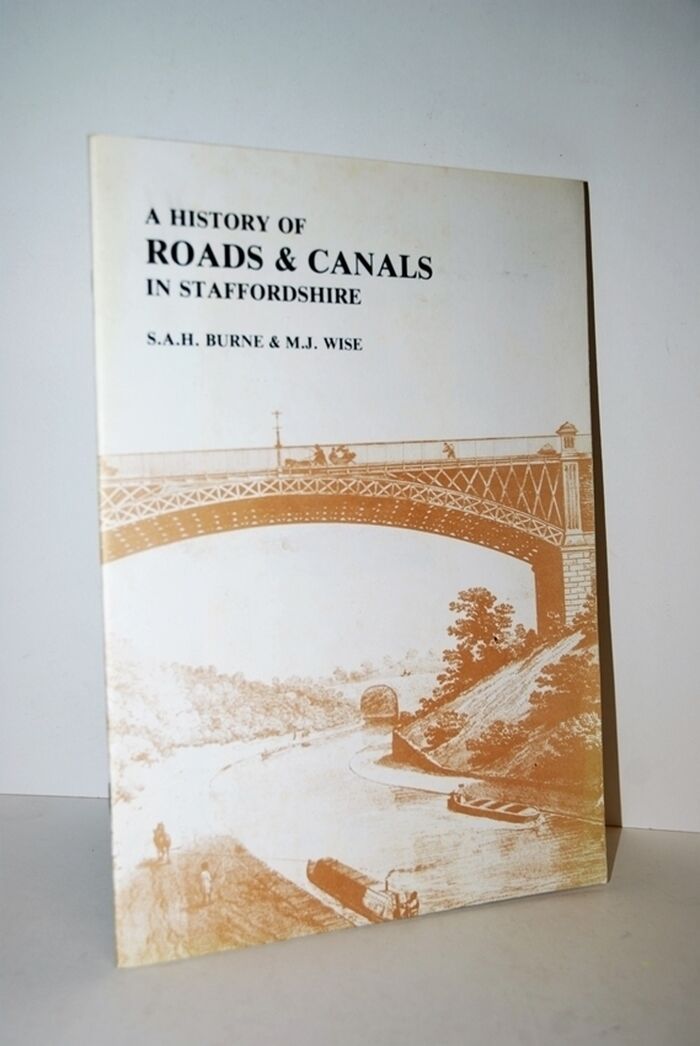 A HISTORY OF
ROADS & CANALS
IN STAFFORDSHIRE
S.A.H. BURNE & M.J. WISE